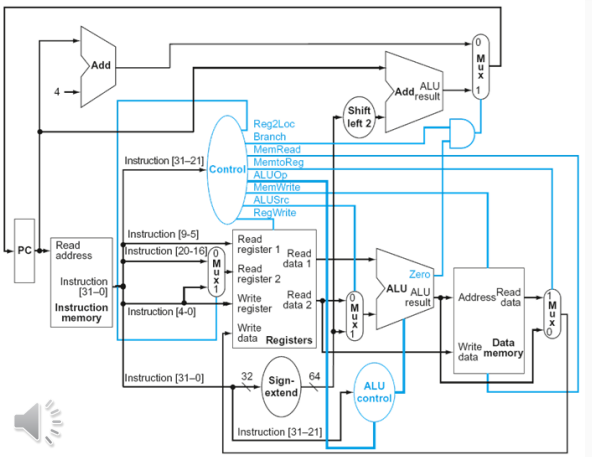 Add
4
0
M
u
x
1
Add
ALU
result
Shift
left 2
Reg2Loc
Branch
MemRead
MemtoReg
ALUOp
MemWrite
ALUSrc
RegWrite
Control
Instruction [31–21]
PC
Read
address
Instruction
[31–0]
Instruction
memory
Instruction [9-5]
Instruction [20-16]
Instruction [4-0]
0
M
u
x
1
Read
register 1
Read
register 2
Write
register
Write
data
Read
data 1
Read
data 2
Registers
0
M
u
x
1
Zero
ALU
ALU
result
Address
Read
data
Write
data
Data
memory
1
M
u
x
0
Instruction [31–0]
32
Sign-
extend
64
ALU
control
Instruction [31–21]